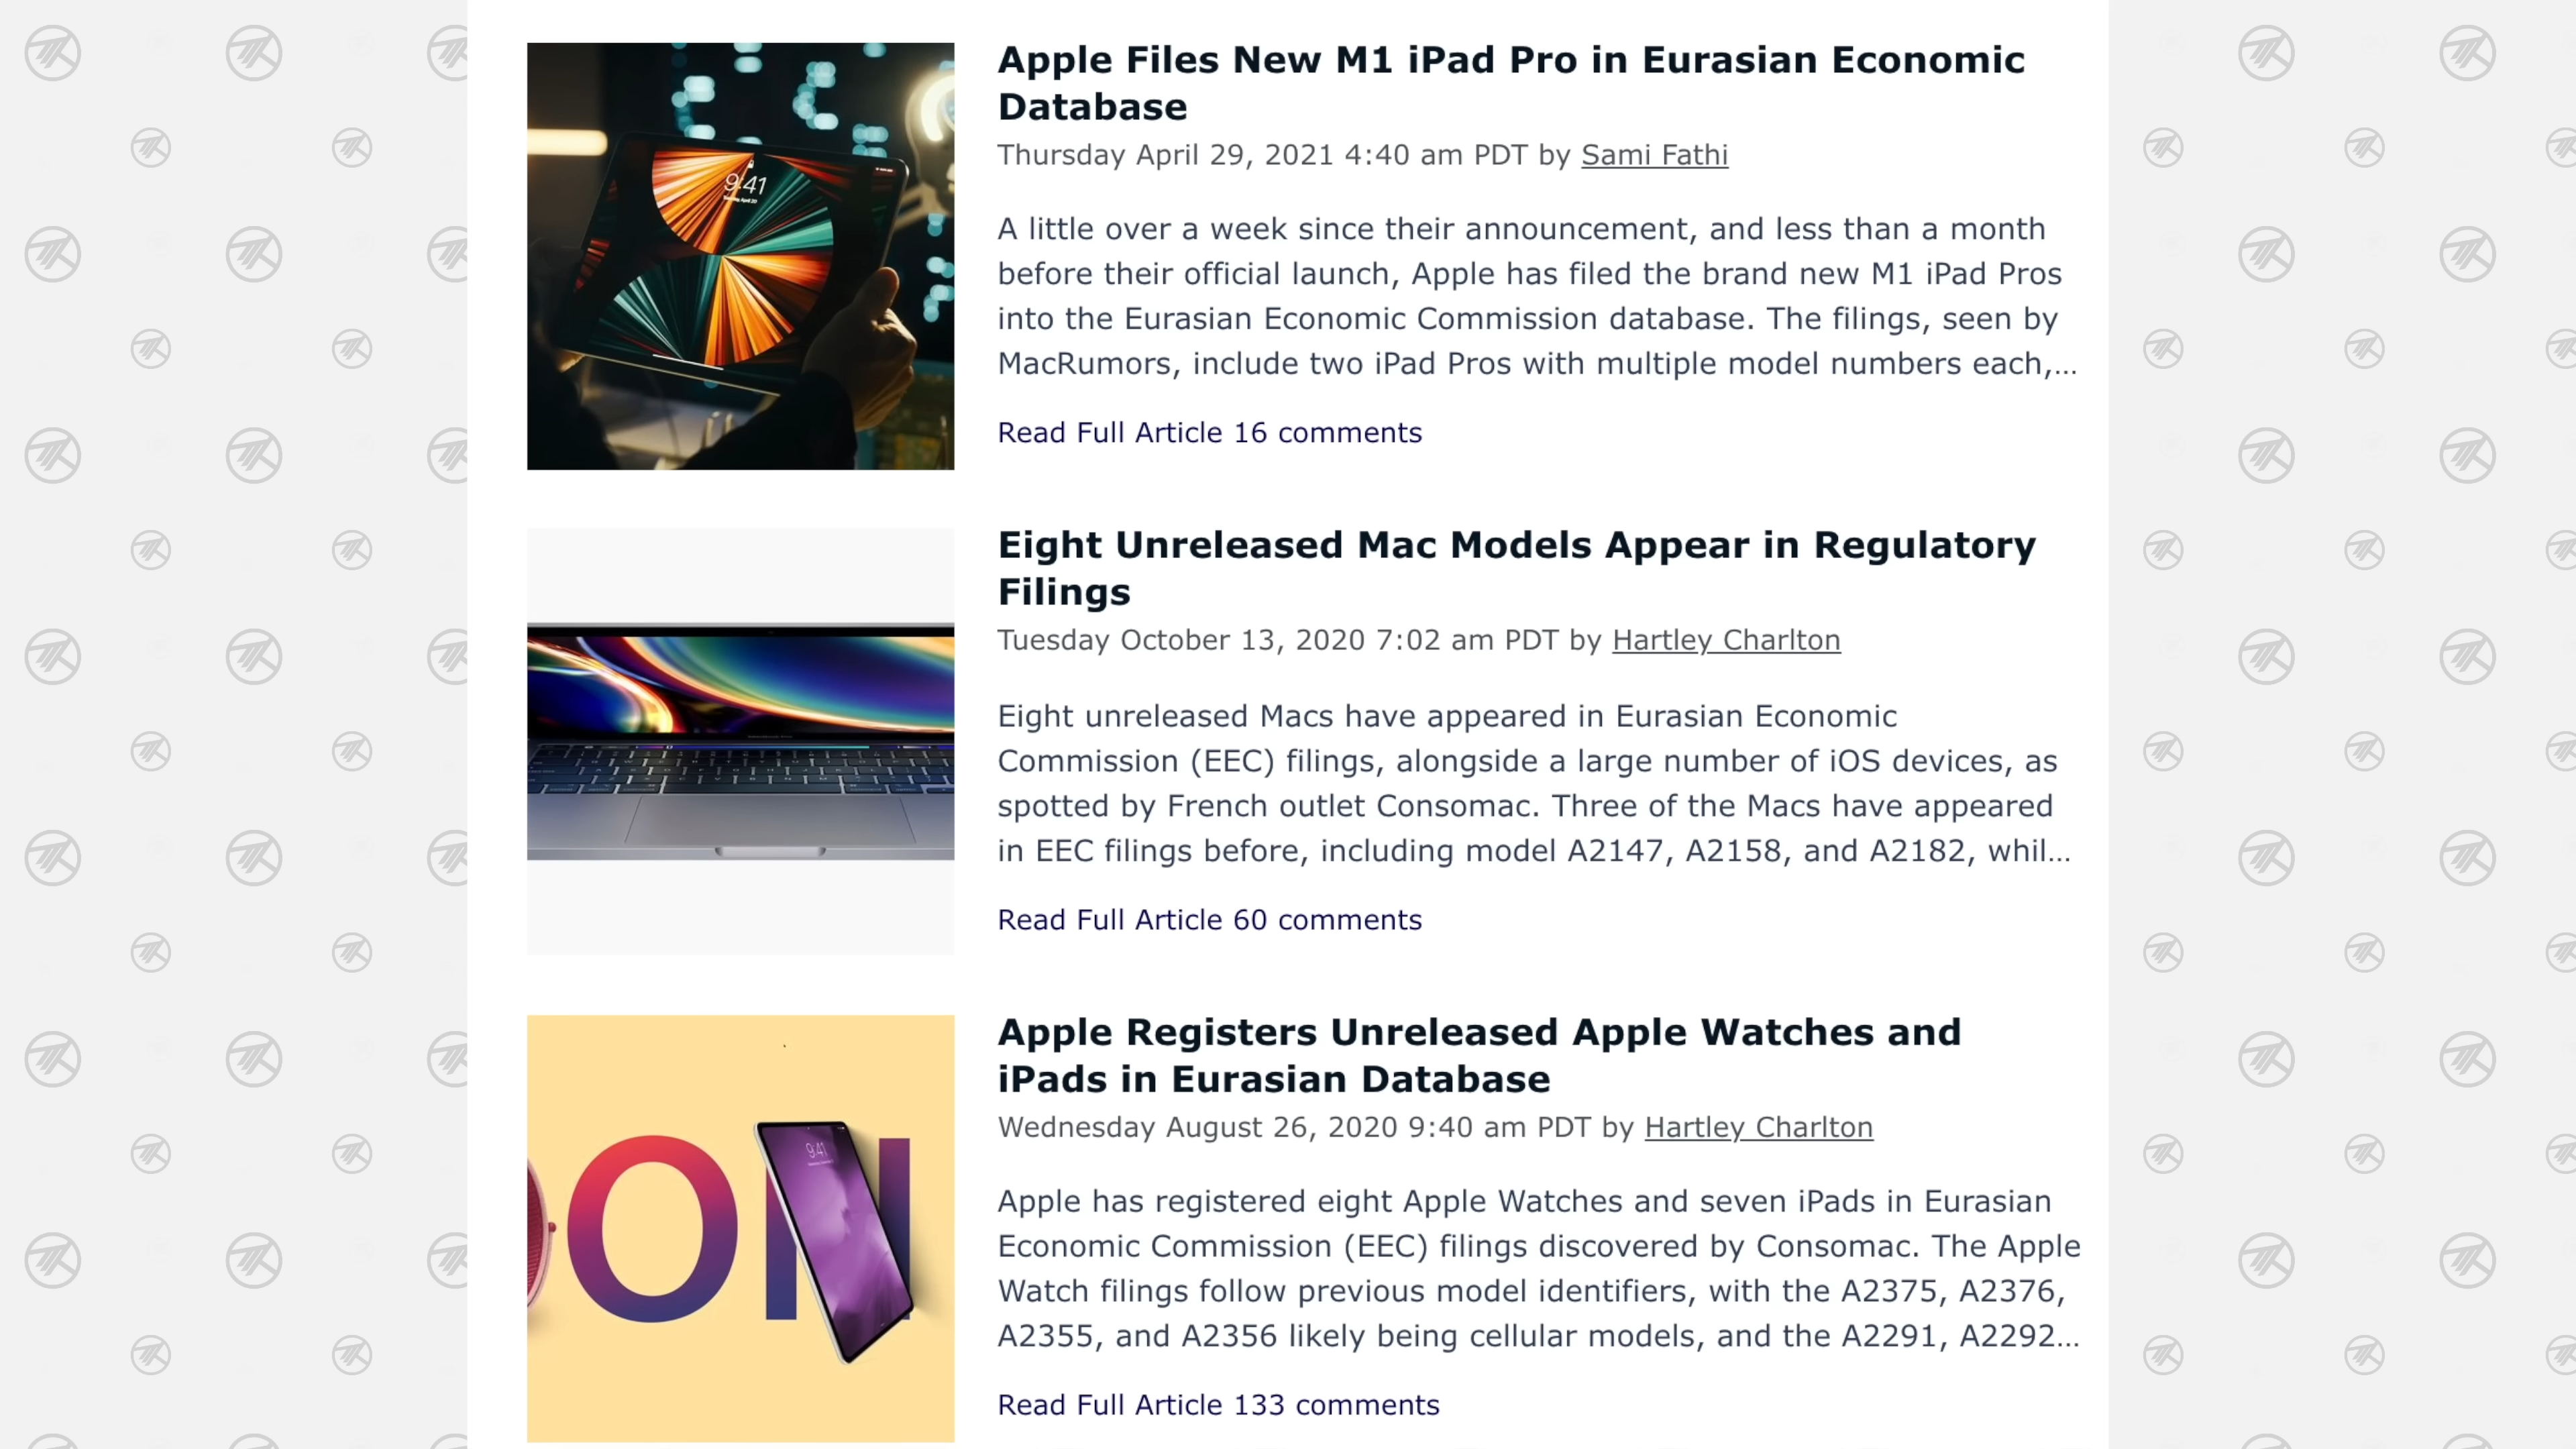 Apple Files New M1 iPad Pro in Eurasian Economic
Database
Thursday April 29, 2021 4:40 am PDT by Sami Fathi
A little over a week since their announcement, and less than a month
before their official launch, Apple has filed the brand new M1 iPad Pros
into the Eurasian Economic Commission database. The filings, seen by
MacRumors, include two iPad Pros with multiple model numbers each,...
Read Full Article 16 comments
9:41
Eight Unreleased Mac Models Appear in Regulatory
Filings
Tuesday October 13, 2020 7:02 am PDT by Hartley Charlton
Eight unreleased Macs have appeared in Eurasian Economic
Commission (EEC) filings, alongside a large number of iOS devices, as
spotted by French outlet Consomac. Three of the Macs have appeared
in EEC filings before, including model A2147, A2158, and A2182, whil...
Read Full Article 60 comments
Apple Registers Unreleased Apple Watches and
iPads in Eurasian Database
Wednesday August 26, 2020 9:40 am PDT by Hartley Charlton
Apple has registered eight Apple Watches and seven iPads in Eurasian
Economic Commission (EEC) filings discovered by Consomac. The Apple
Watch filings follow previous model identifiers, with the A2375, A2376,
A2355, and A2356 likely being cellular models, and the A2291, A2292...
Read Full Article 133 comments
ON
9:41